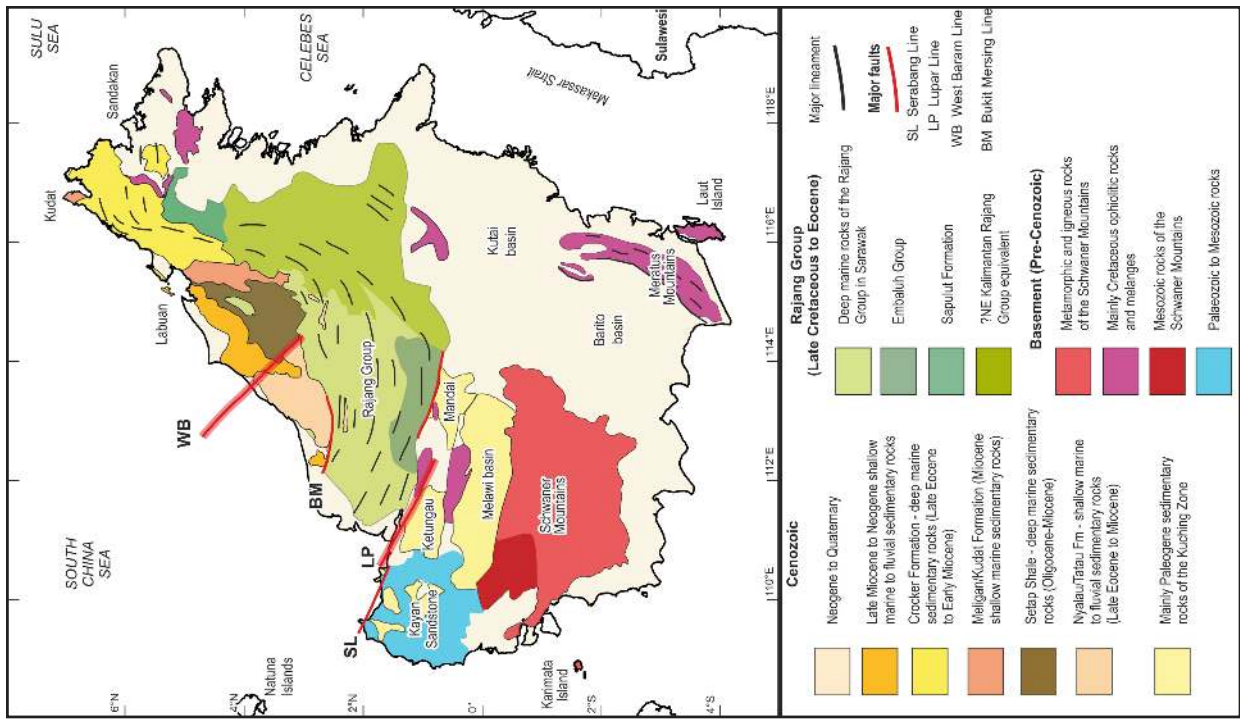 SULU
SEA
SOUTH
CHINA
SEA
CELEBES
SEA
Makassar Strait
Sulawesi
Natuna
Islands
Karimata
Island
Laut
Island
Kudat
Sandakan
Labuan
WB
BM
LP
SL
Rajang Group
Mandai
Ketungau
Melawi basin
Kayan
Sandstone
Schwaner
Mountains
Kutai
basin
Barito
basin
Meratus
Mountains
6°N
4°N
2°N
0°
2°S
4°S
110°E
112°E
114°E
116°E
118°E
Cenozoic
Neogene to Quaternary
Late Miocene to Neogene shallow
marine to fluvial sedimentary rocks
Crocker Formation - deep marine
sedimentary rocks (Late Eocene
to Early Miocene)
Meligan/Kudat Formation (Miocene
shallow marine sedimentary rocks)
Setap Shale - deep marine sedimentary
rocks (Oligocene-Miocene)
Nyalau/Tatau Fm - shallow marine
to fluvial sedimentary rocks
(Late Eocene to Miocene)
Mainly Paleogene sedimentary
rocks of the Kuching Zone
Rajang Group
(Late Cretaceous to Eocene)
Deep marine rocks of the Rajang
Group in Sarawak
Embaluh Group
Sapulut Formation
?NE Kalimantan Rajang
Group equivalent
Basement (Pre-Cenozoic)
Metamorphic and igneous rocks
of the Schwaner Mountains
Mainly Cretaceous ophiolitic rocks
and melanges
Mesozoic rocks of the
Schwaner Mountains
Palaeozoic to Mesozoic rocks
Major lineament
Major faults
SL Serabang Line
LP Lupar Line
WB West Baram Line
BM Bukit Mersing Line